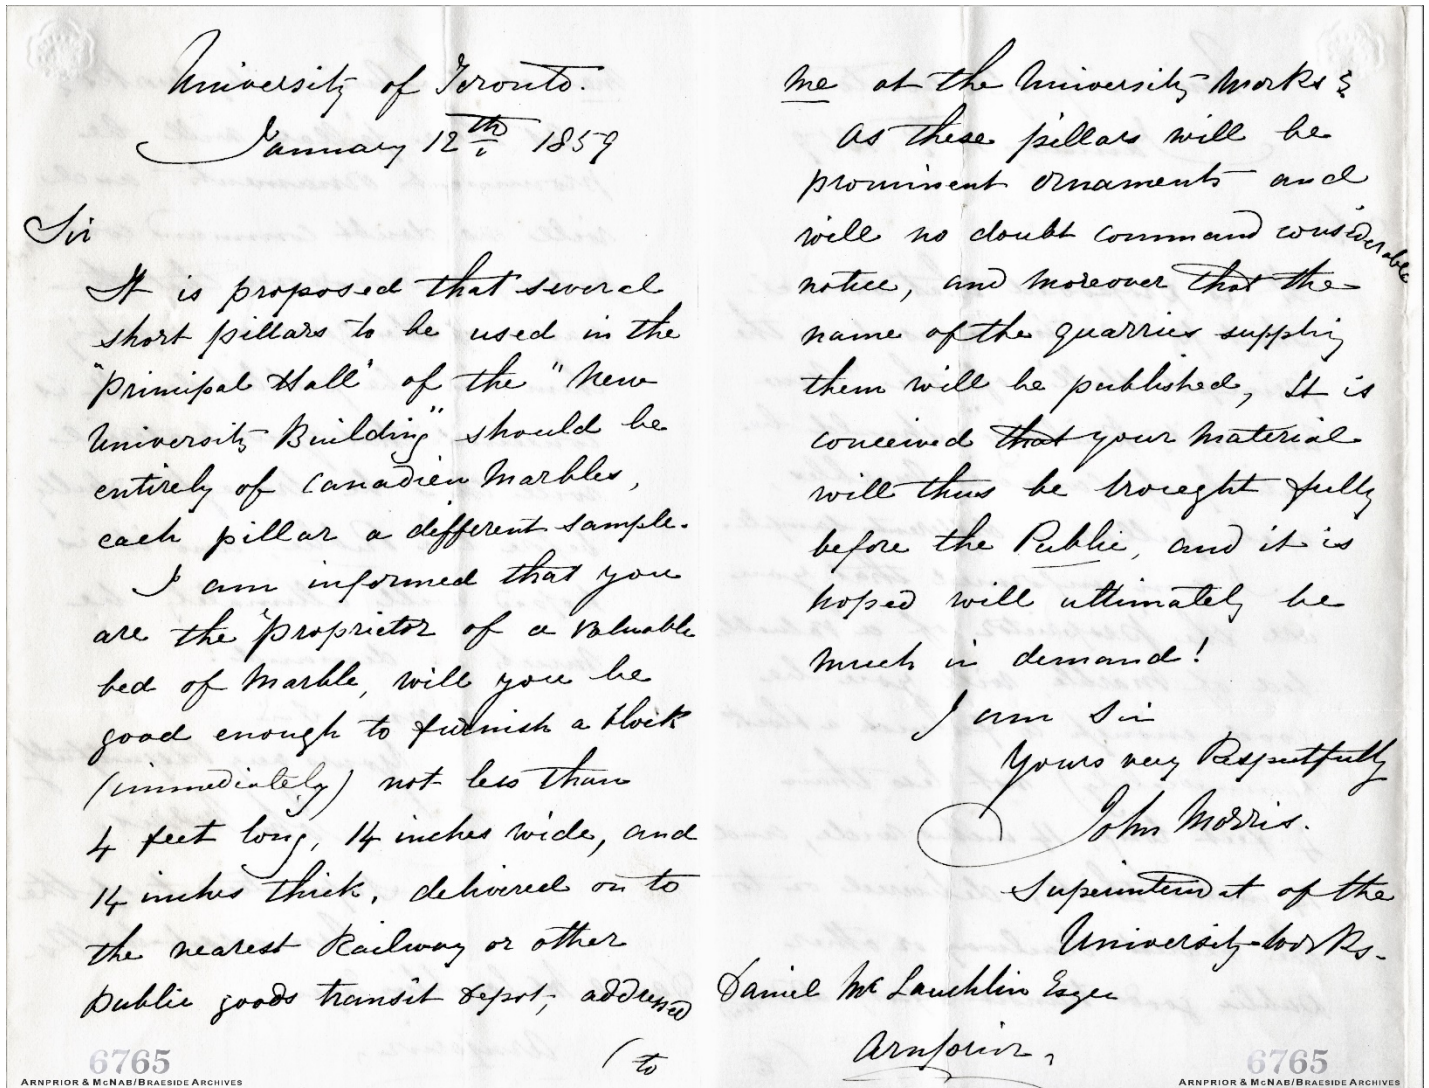 University of Toronto.
January 12th 1859
Sir
It is proposed that several
short pillars to be used in the
"Principal Hall" of the "New
University Building" should be
entirely of Canadien Marbles,
each pillar a different sample.
I am informed that you
are the proprietor of a valuable
bed of Marble, will you be
good enough to furnish a block
(immediately) not less than
4 feet long, 14 inches wide, and
14 inches thick, delivered on to
the nearest Railway or other
public goods transit Depot, addressed
(to
me at the University Works &
As these pillars will be
prominent ornaments and
will no doubt command considerable
notice, and moreover that the
name of the quarries supplig
them will be published, It is
conceived that your Material
will thus be brought fully
before the Public, and it is
hoped will ultimately be
much in demand!
I am Sir
Yours very Respectfully
John Morris.
Superintendent of the
University Works.
Daniel McLauchlin Esqre
Arnprior,
6765
ARNPRIOR & MCNAB/BRAESIDE ARCHIVES
6765
ARNPRIOR & MCNAB/BRAESIDE ARCHIVES